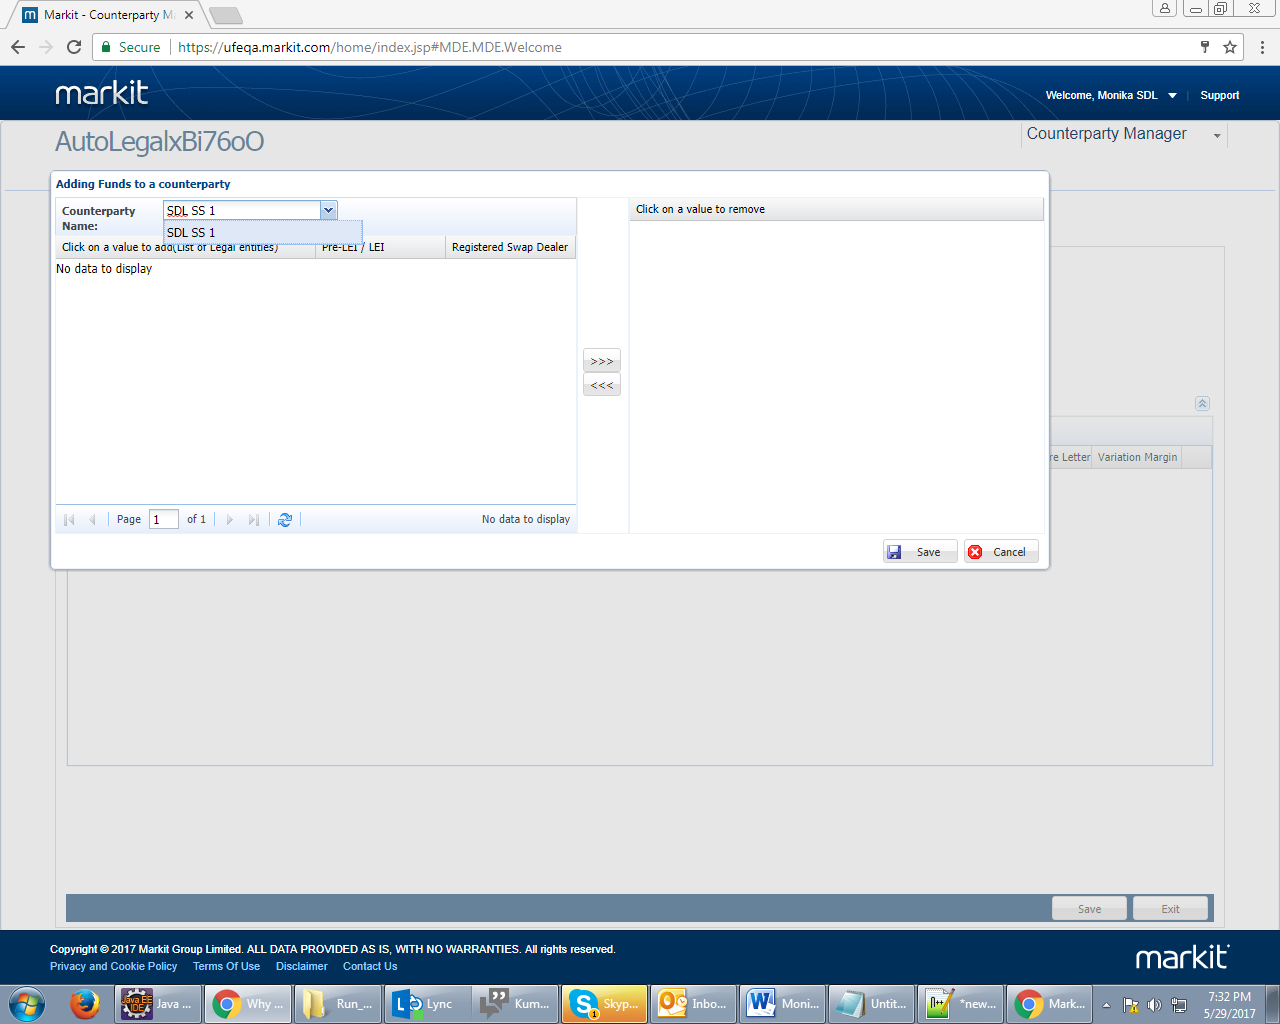 Markit - Counterparty Ma
Secure https://ufeqa.markit.com/home/index.jsp#MDE.MDE.Welcome
markit
Welcome, Monika SDL
Support
AutoLegalxBi76oO
Counterparty Manager
Adding Funds to a counterparty
Counterparty Name:
SDL SS 1
SDL SS 1
Click on a value to add(List of Legal entities) Pre-LEI / LEI Registered Swap Dealer
No data to display
Click on a value to remove
>>>
<<<
re Letter Variation Margin
Page 1 of 1 No data to display
Save Cancel
Save Exit
Copyright © 2017 Markit Group Limited. ALL DATA PROVIDED AS IS, WITH NO WARRANTIES. All rights reserved.
Privacy and Cookie Policy Terms Of Use Disclaimer Contact Us
markit
Java EE IDE Java ... Why ... Run_... Lync Kum... Skyp... 1 Inbo... Moni... Untit... *new... Mark...
7:32 PM
5/29/2017